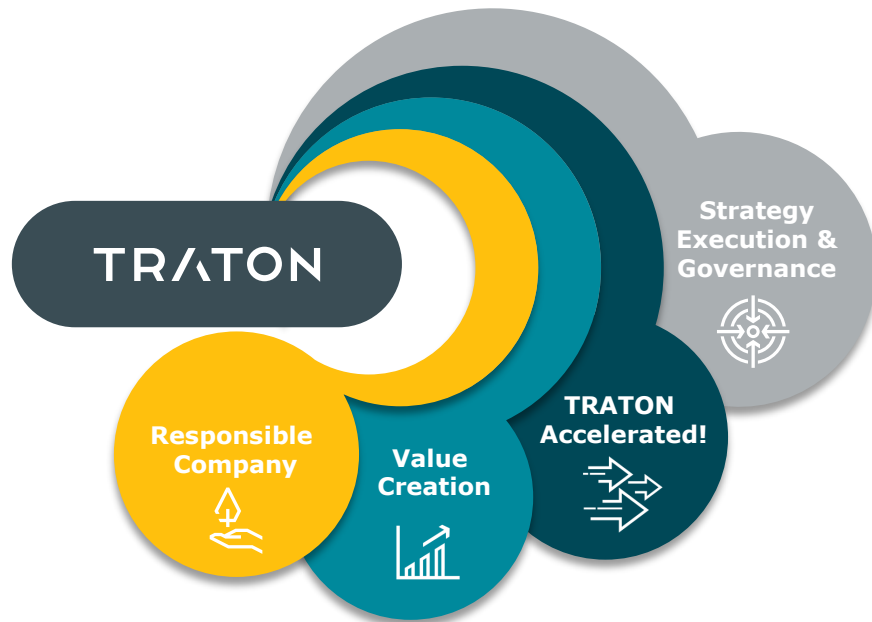 TRATON
Strategy
Execution &
Governance
TRATON
Accelerated!
Value
Creation
Responsible
Company